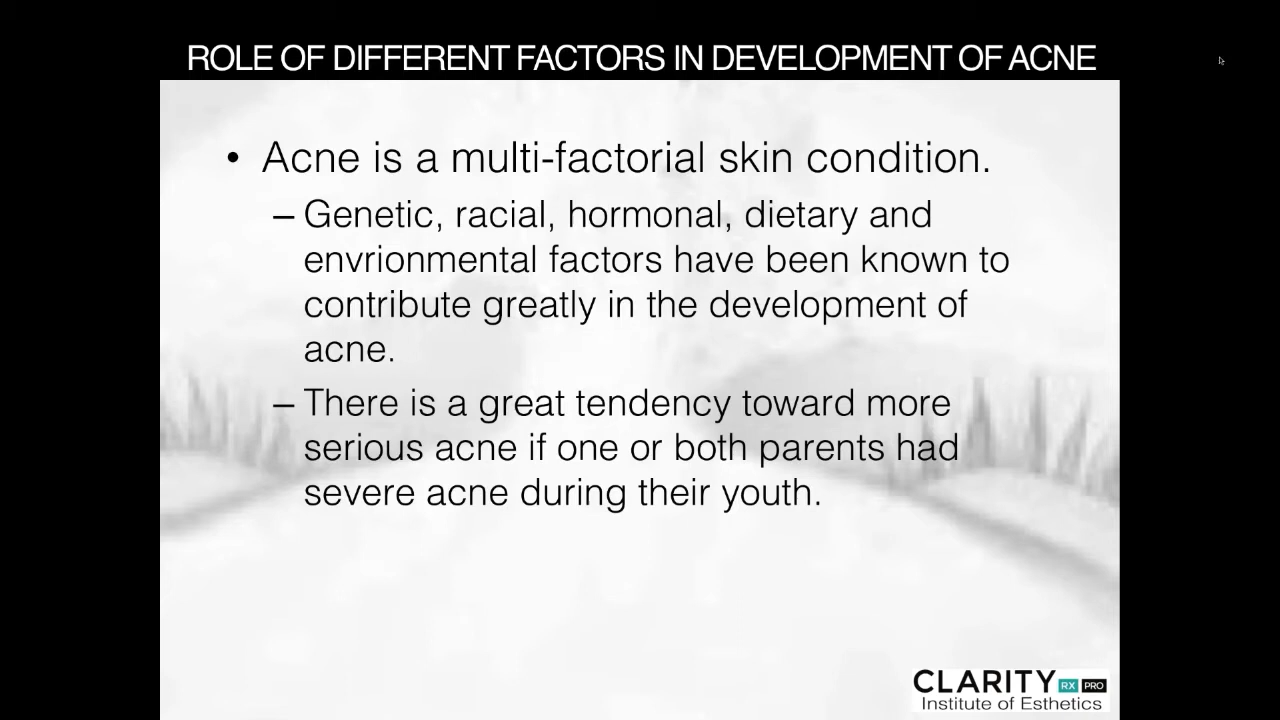 ROLE OF DIFFERENT FACTORS IN DEVELOPMENT OF ACNE
• Acne is a multi-factorial skin condition.
– Genetic, racial, hormonal, dietary and
envrionmental factors have been known to
contribute greatly in the development of
acne.
– There is a great tendency toward more
serious acne if one or both parents had
severe acne during their youth.
CLARITY RX PRO
Institute of Esthetics